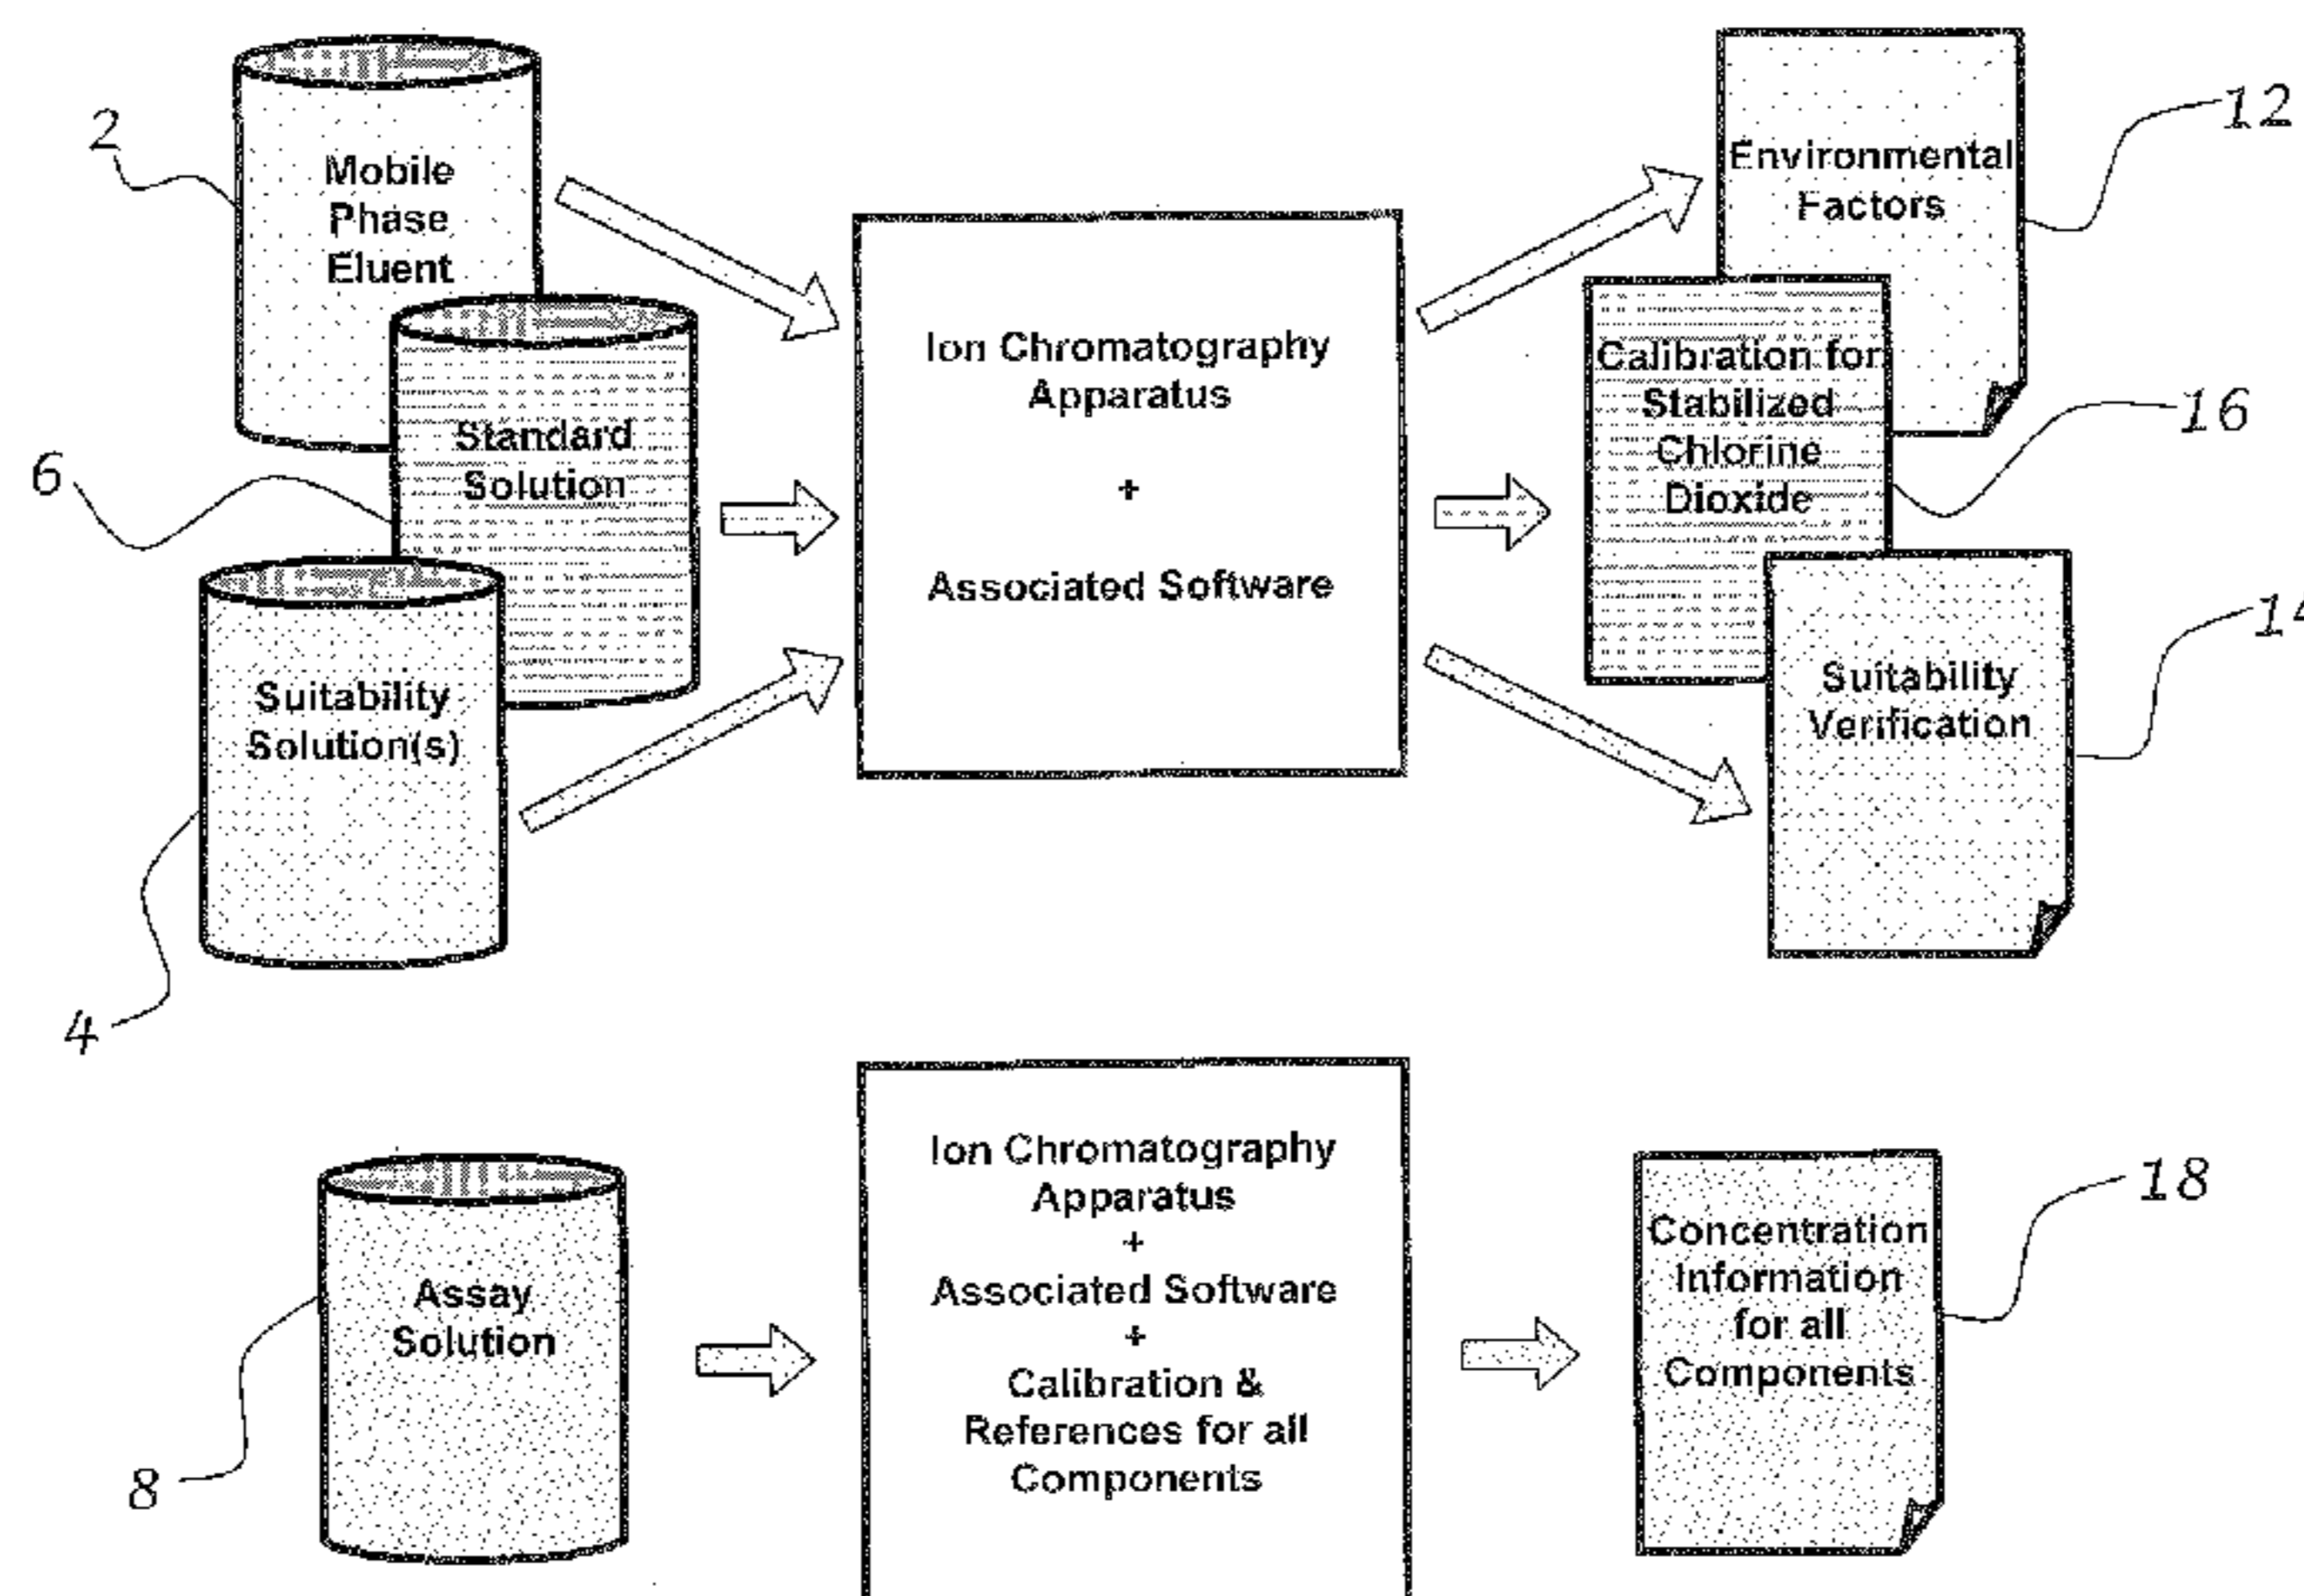 2
Mobile
Phase
Eluent
6
Standard
Solution
Suitability
Solution(s)
4
Ion Chromatography
Apparatus
+
Associated Software
Environmental
Factors
12
Calibration for
Stabilized
Chlorine
Dioxide
16
Suitability
Verification
14
Assay
Solution
8
Ion Chromatography
Apparatus
+
Associated Software
+
Calibration &
References for all
Components
Concentration
Information
for all
Components
18